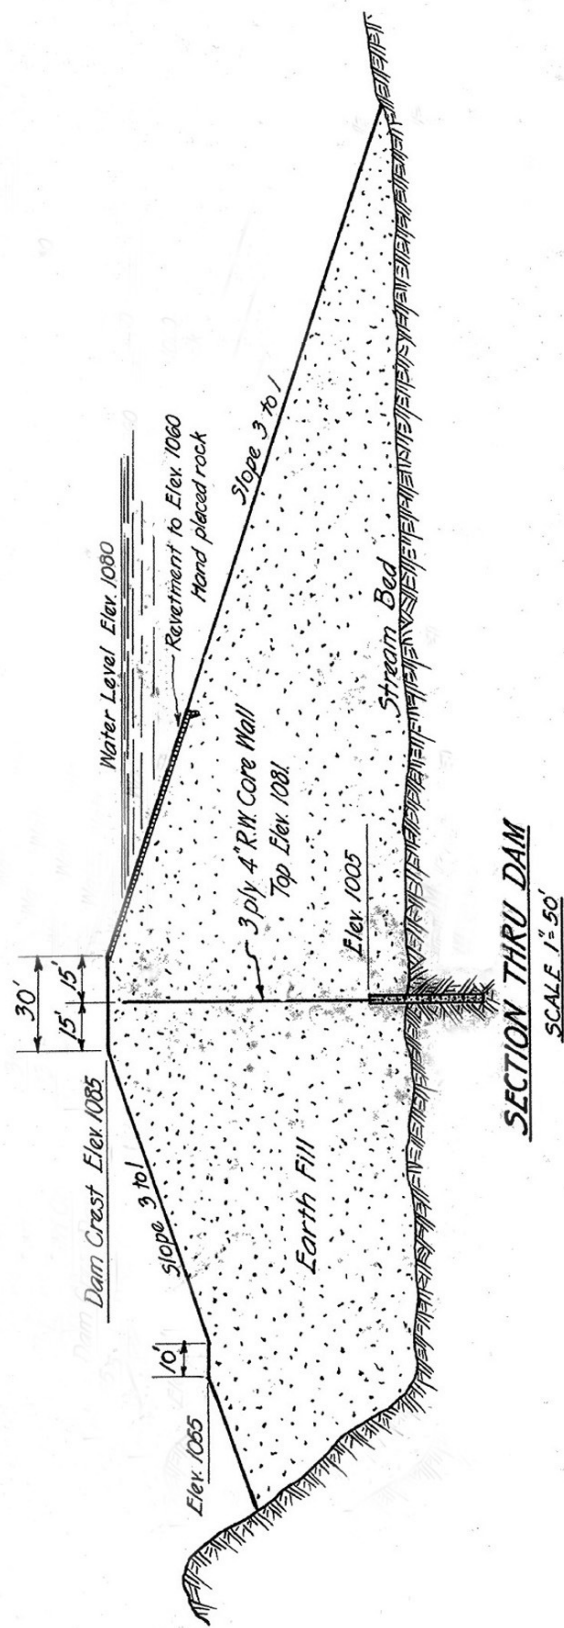 30'
15' 15'
Dam Crest Elev. 1085
Water Level Elev. 1080
Revetment to Elev. 1060
Hand placed rock
Slope 3 to 1
10'
Slope 3 to 1
Elev. 1055
3 ply 4" R.W. Core Wall
Top Elev. 1081.
Elev. 1005
Earth Fill
Stream Bed
SECTION THRU DAM
SCALE 1"=50'